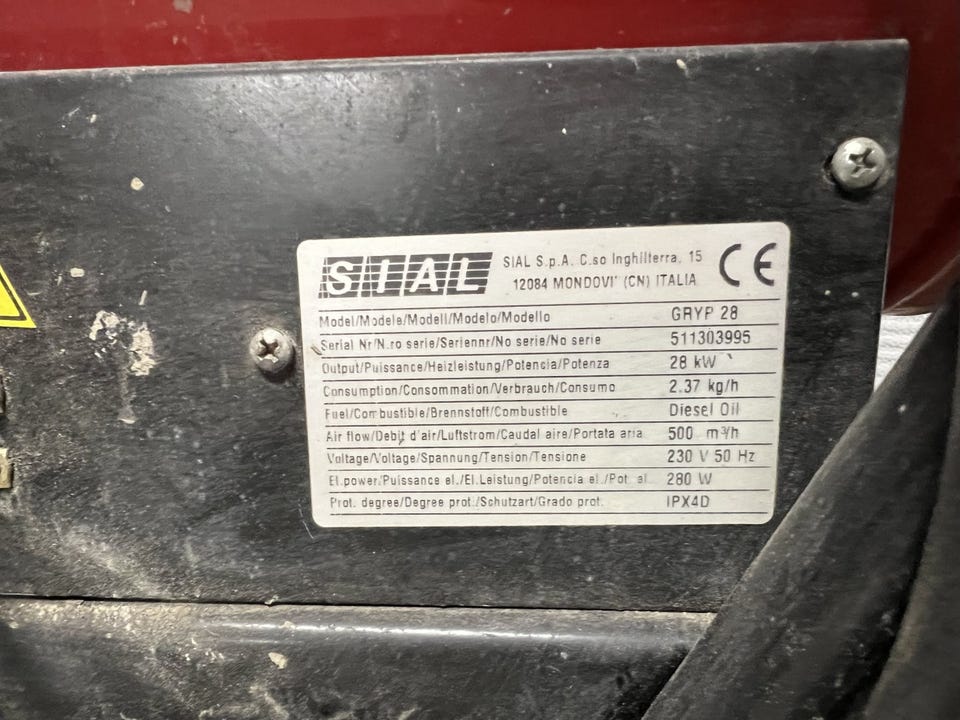 SIAL
SIAL S.p.A. C.so Inghilterra, 15
12084 MONDOVI' (CN) ITALIA
CE
Model/Modele/Modell/Modelo/Modello GRYP 28
Serial Nr/N.ro serie/Seriennr/No serie/No serie 511303995
Output/Puissance/Heizleistung/Potencia/Potenza 28 kW
Consumption/Consommation/Verbrauch/Consumo 2.37 kg/h
Fuel/Combustible/Brennstoff/Combustible Diesel Oil
Air flow/Debit d'air/Luftstrom/Caudal aire/Portata aria 500 m³/h
Voltage/Voltage/Spannung/Tension/Tensione 230 V 50 Hz
El.power/Puissance el./El.Leistung/Potencia el./Pot. el. 280 W
Prot. degree/Degree prot./Schutzart/Grado prot. IPX4D